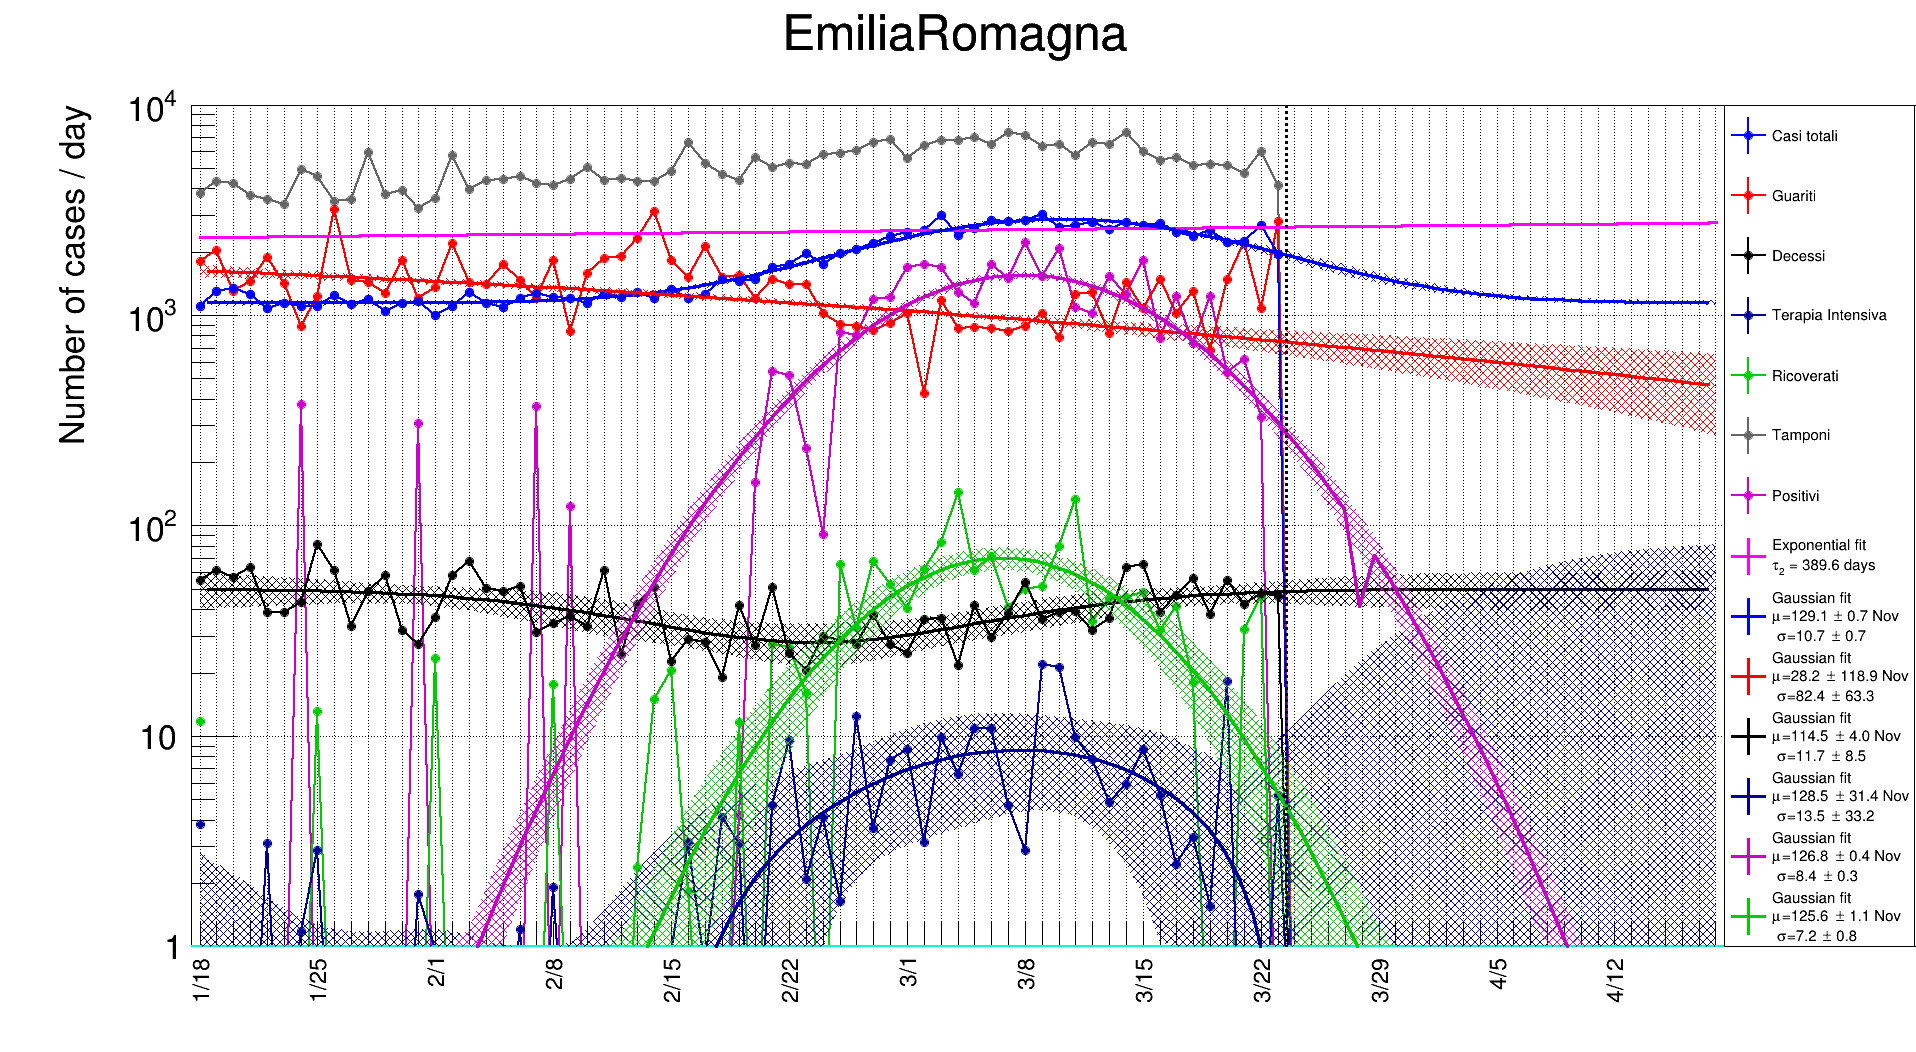 EmiliaRomagna
Number of cases / day
10^4
10^3
10^2
10
1
1/18
1/25
2/1
2/8
2/15
2/22
3/1
3/8
3/15
3/22
3/29
4/5
4/12
Casi totali
Guariti
Decessi
Terapia Intensiva
Ricoverati
Tamponi
Positivi
Exponential fit
τ₂ = 389.6 days
Gaussian fit
μ=129.1 ± 0.7 Nov
σ=10.7 ± 0.7
Gaussian fit
μ=28.2 ± 118.9 Nov
σ=82.4 ± 63.3
Gaussian fit
μ=114.5 ± 4.0 Nov
σ=11.7 ± 8.5
Gaussian fit
μ=128.5 ± 31.4 Nov
σ=13.5 ± 33.2
Gaussian fit
μ=126.8 ± 0.4 Nov
σ=8.4 ± 0.3
Gaussian fit
μ=125.6 ± 1.1 Nov
σ=7.2 ± 0.8